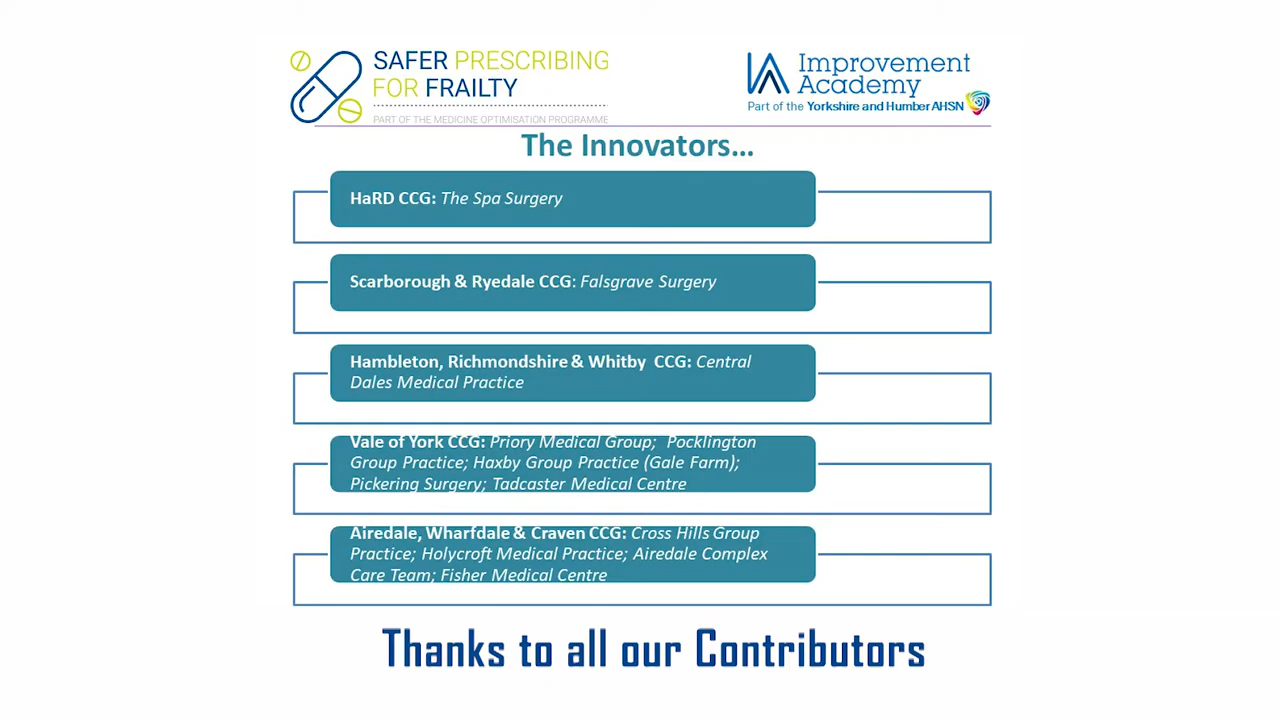 SAFER PRESCRIBING
FOR FRAILTY
PART OF THE MEDICINE OPTIMISATION PROGRAMME
Improvement
Academy
Part of the Yorkshire and Humber AHSN
The Innovators...
HaRD CCG: The Spa Surgery
Scarborough & Ryedale CCG: Falsgrave Surgery
Hambleton, Richmondshire & Whitby CCG: Central
Dales Medical Practice
Vale of York CCG: Priory Medical Group; Pocklington
Group Practice; Haxby Group Practice (Gale Farm);
Pickering Surgery; Tadcaster Medical Centre
Airedale, Wharfdale & Craven CCG: Cross Hills Group
Practice; Holycroft Medical Practice; Airedale Complex
Care Team; Fisher Medical Centre
Thanks to all our Contributors